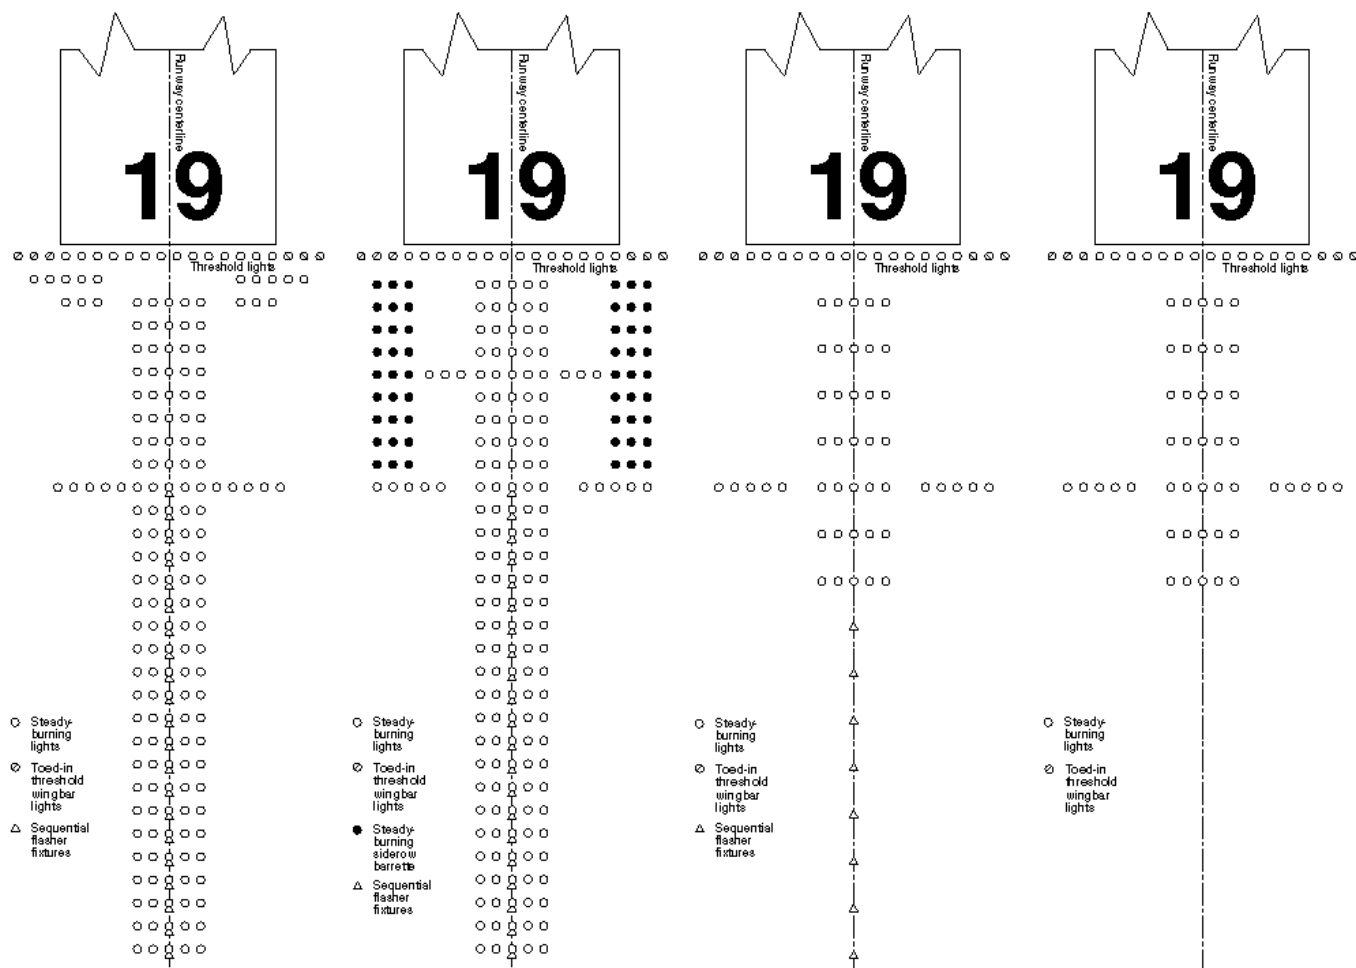 Runway centerline
19
Threshold lights
Steady-
burning
lights
Toed-in
threshold
wingbar
lights
Sequential
flasher
fixtures
Runway centerline
19
Threshold lights
Steady-
burning
lights
Toed-in
threshold
wingbar
lights
Steady-
burning
siderow
barrette
Sequential
flasher
fixtures
Runway centerline
19
Threshold lights
Steady-
burning
lights
Toed-in
threshold
wingbar
lights
Sequential
flasher
fixtures
Runway centerline
19
Threshold lights
Steady-
burning
lights
Toed-in
threshold
wingbar
lights